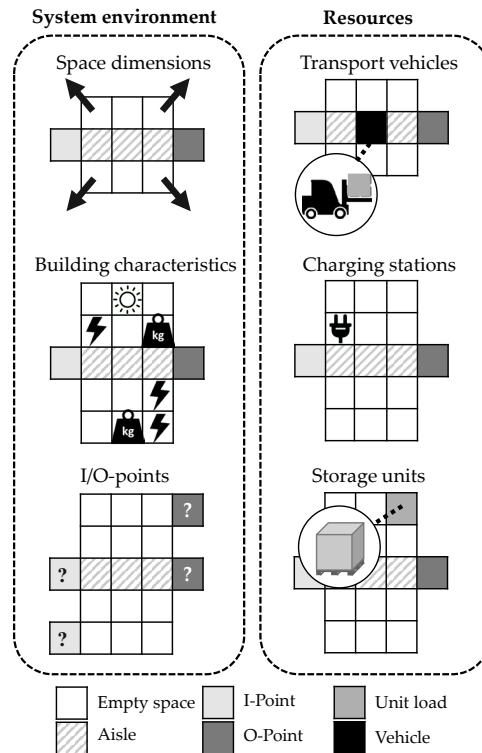 System environment
Resources
Space dimensions
Transport vehicles
Building characteristics
kg
kg
Charging stations
I/O-points
?
? ?
?
Storage units
Empty space
I-Point
Unit load
Aisle
O-Point
Vehicle